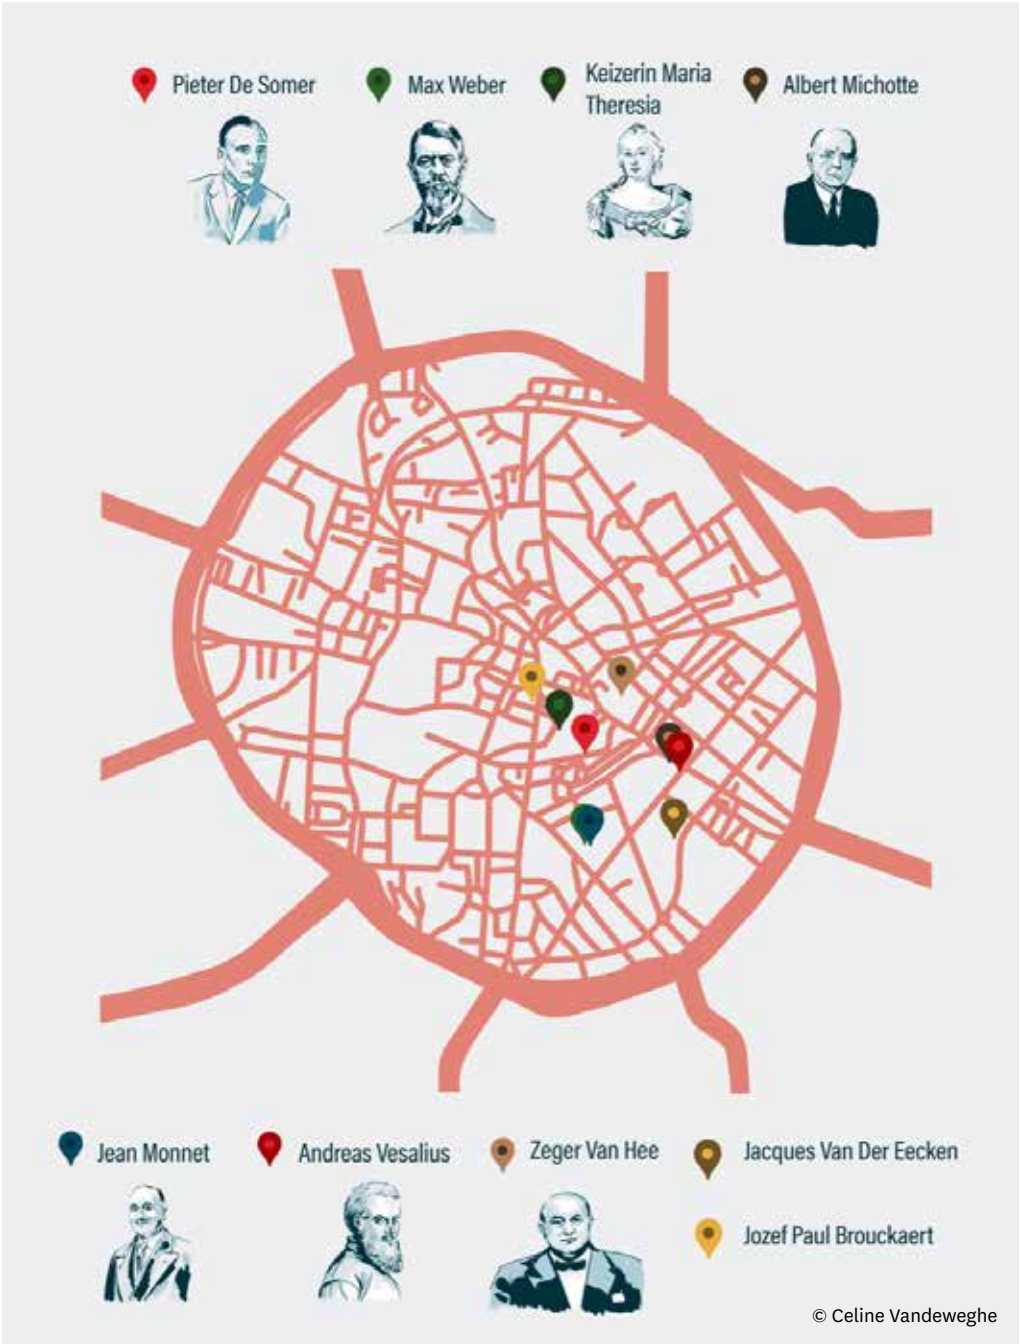 Pieter De Somer
Max Weber
Keizerin Maria
Theresia
Albert Michotte
Jean Monnet
Andreas Vesalius
Zeger Van Hee
Jacques Van Der Eecken
Jozef Paul Brouckaert
© Celine Vandeweghe